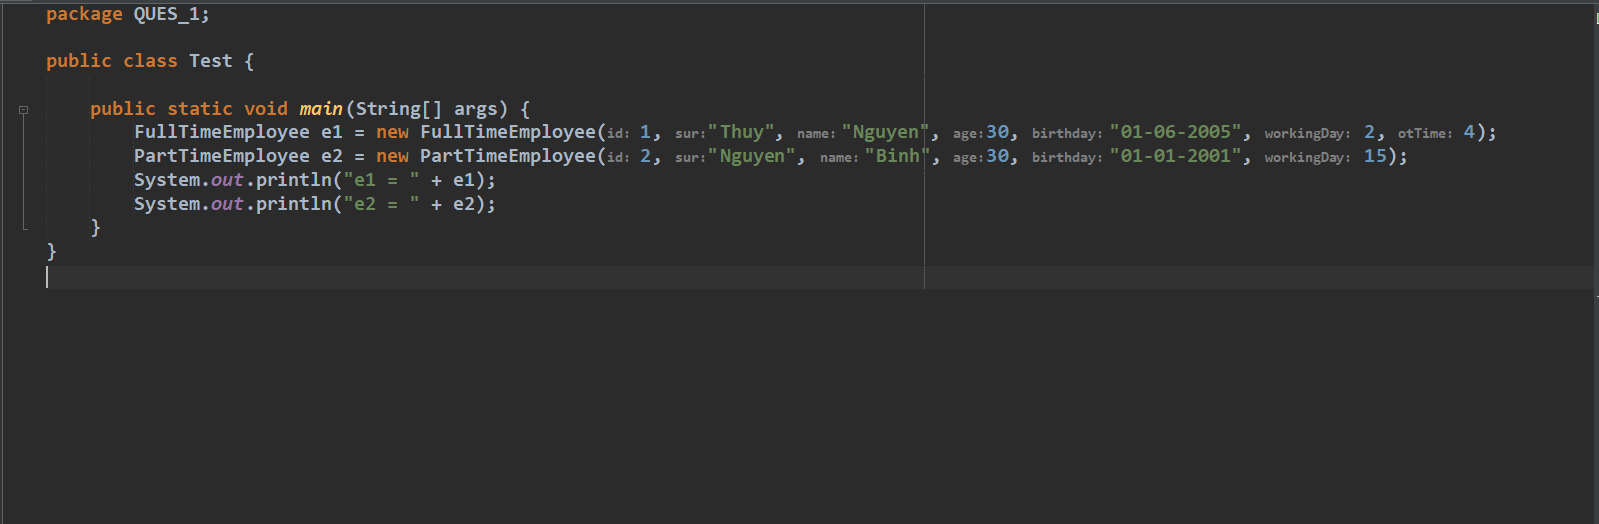 package QUES_1;
public class Test {
public static void main(String[] args) {
FullTimeEmployee e1 = new FullTimeEmployee(id: 1, sur:"Thuy", name:"Nguyen", age:30, birthday:"01-06-2005", workingDay: 2, otTime: 4);
PartTimeEmployee e2 = new PartTimeEmployee(id: 2, sur:"Nguyen", name:"Binh", age:30, birthday:"01-01-2001", workingDay: 15);
System.out.println("e1 = " + e1);
System.out.println("e2 = " + e2);
}
}